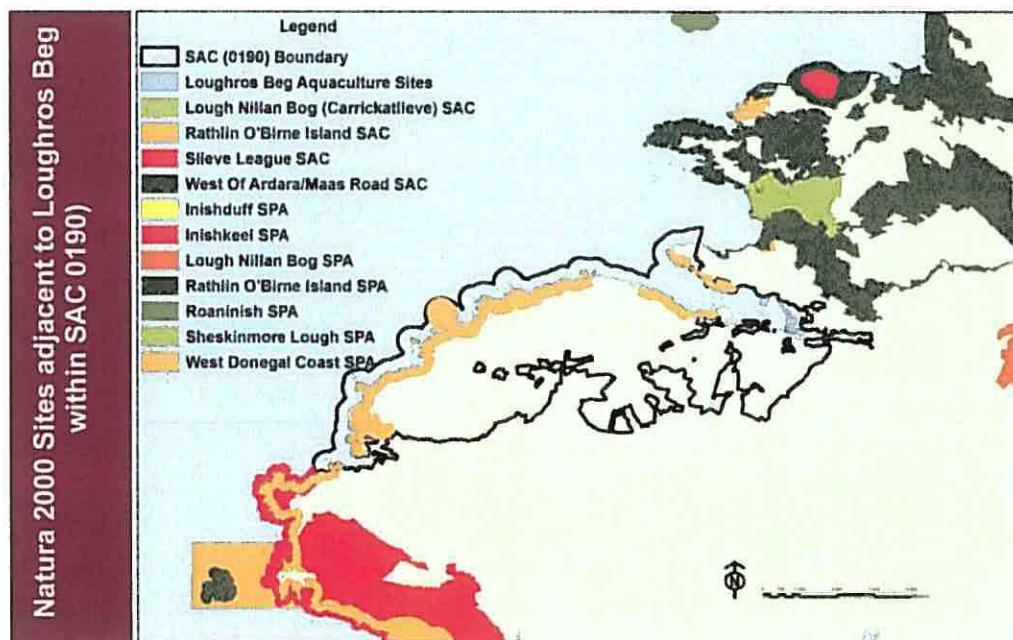 Natura 2000 Sites adjacent to Loughros Beg
within SAC 0190)
Legend
SAC (0190) Boundary
Loughros Beg Aquaculture Sites
Lough Nillan Bog (Carrickatlieve) SAC
Rathlin O'Birne Island SAC
Slieve League SAC
West Of Ardara/Maas Road SAC
Inishduff SPA
Inishkeel SPA
Lough Nillan Bog SPA
Rathlin O'Birne Island SPA
Roaninish SPA
Sheskinmore Lough SPA
West Donegal Coast SPA
N